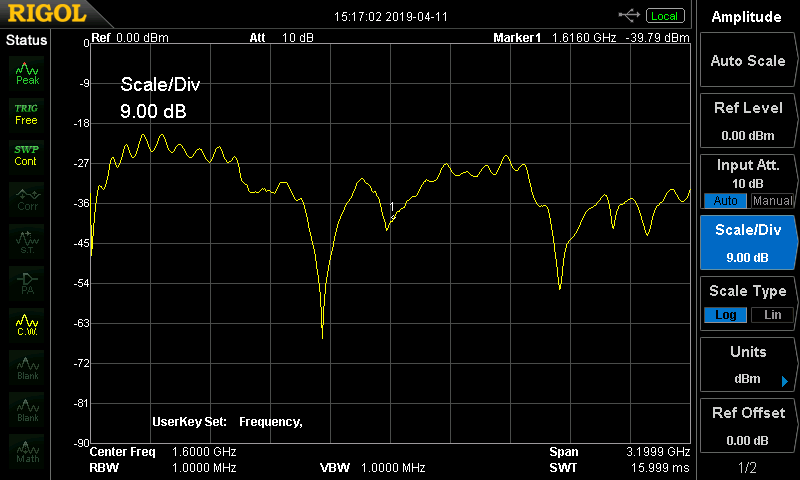 RIGOL
15:17:02 2019-04-11
Local
Amplitude
Status
Ref 0.00 dBm
Att 10 dB
Marker1 1.6160 GHz -39.79 dBm
0
-9
-18
-27
-36
-45
-54
-63
-72
-81
-90
Scale/Div
9.00 dB
1
UserKey Set: Frequency,
Center Freq 1.6000 GHz
Span 3.1999 GHz
RBW 1.0000 MHz
VBW 1.0000 MHz
SWT 15.999 ms
Peak
TRIG
Free
SWP
Cont
Corr
S.T.
PA
C.W.
Blank
Blank
Math
Auto Scale
Ref Level
0.00 dBm
Input Att.
10 dB
Auto Manual
Scale/Div
9.00 dB
Scale Type
Log Lin
Units
dBm
Ref Offset
0.00 dB
1/2